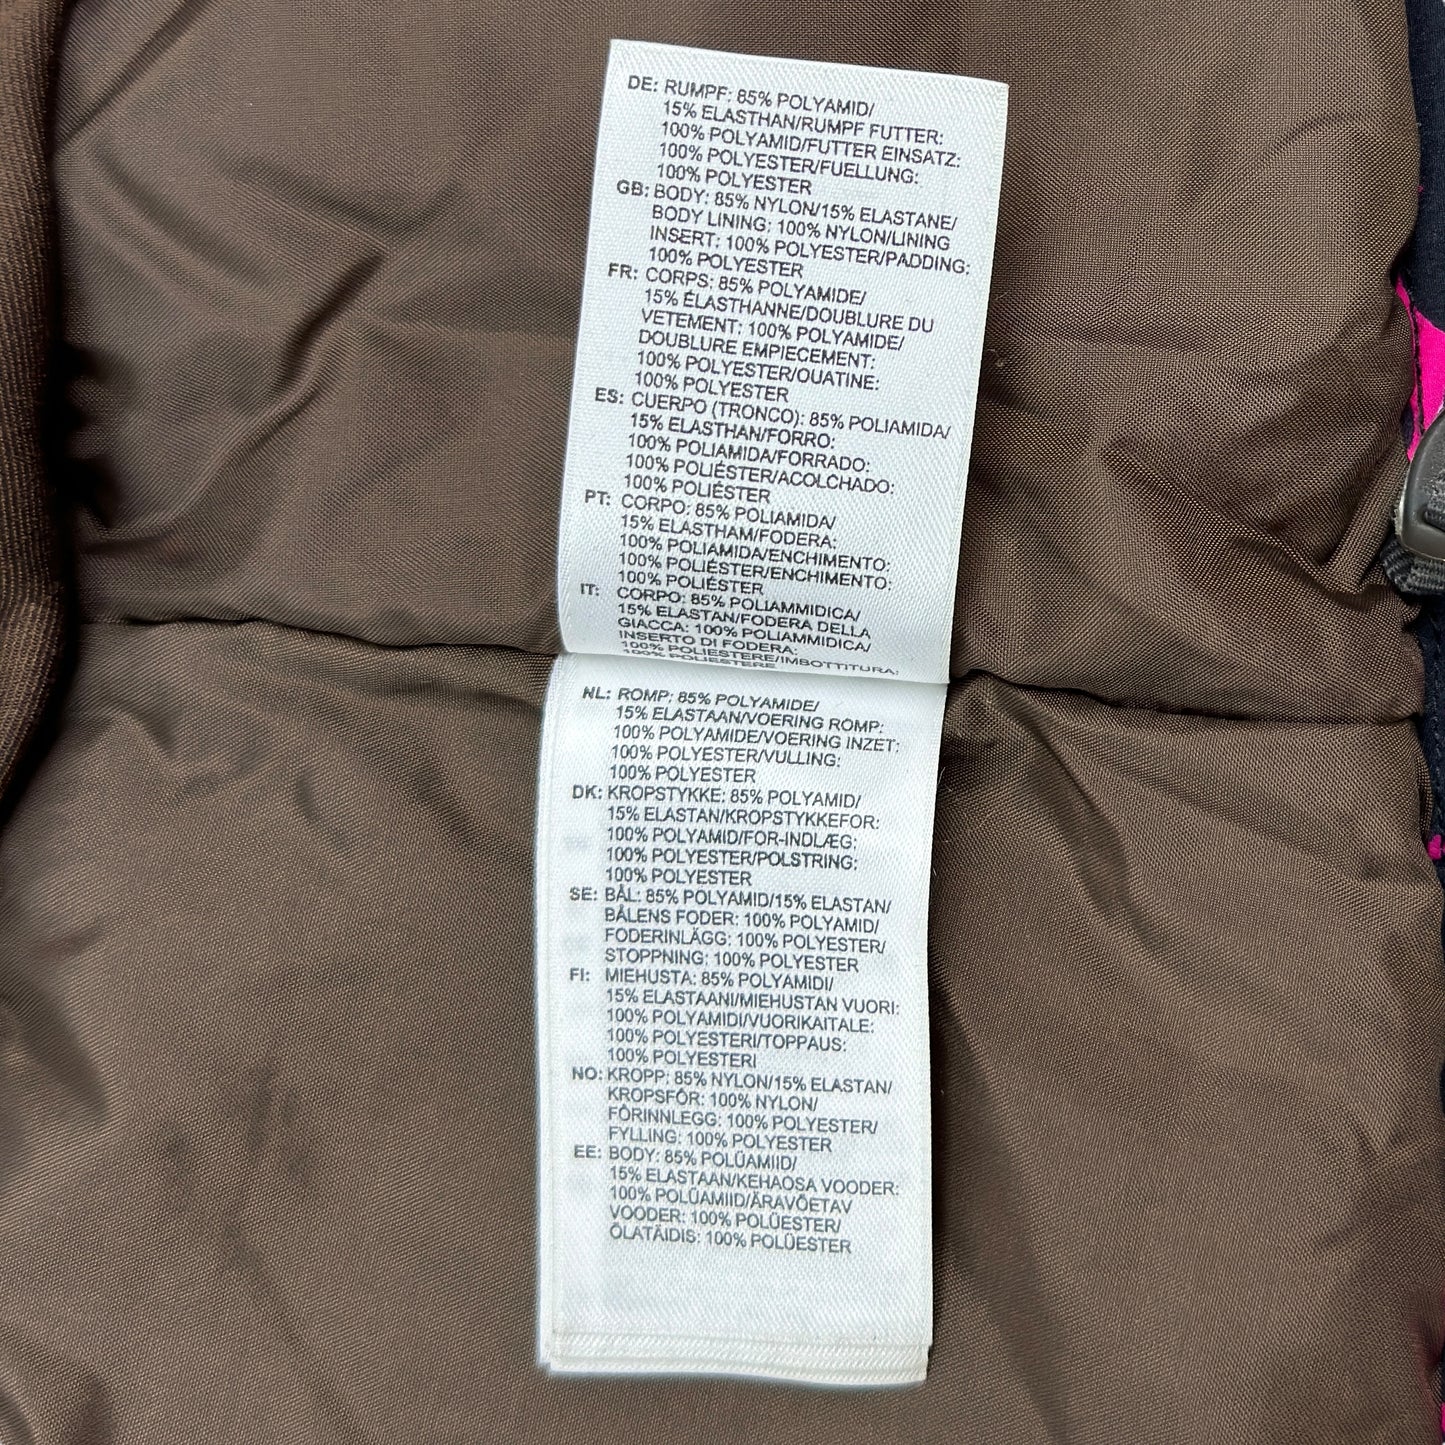 DE: RUMPF: 85% POLYAMID/
15% ELASTHAN/RUMPF FUTTER:
100% POLYAMID/FUTTER EINSATZ:
100% POLYESTER/FUELLUNG:
100% POLYESTER
GB: BODY: 85% NYLON/15% ELASTANE/
BODY LINING: 100% NYLON/LINING
INSERT: 100% POLYESTER/PADDING:
100% POLYESTER
FR: CORPS: 85% POLYAMIDE/
15% ÉLASTHANNE/DOUBLURE DU
VETEMENT: 100% POLYAMIDE/
DOUBLURE EMPIECEMENT:
100% POLYESTER/OUATINE:
100% POLYESTER
ES: CUERPO (TRONCO): 85% POLIAMIDA/
15% ELASTHAN/FORRO:
100% POLIAMIDA/FORRADO:
100% POLIÉSTER/ACOLCHADO:
100% POLIÉSTER
PT: CORPO: 85% POLIAMIDA/
15% ELASTHAM/FODERA:
100% POLIAMIDA/ENCHIMENTO:
100% POLIÉSTER/ENCHIMENTO:
100% POLIÉSTER
IT: CORPO: 85% POLIAMMIDICA/
15% ELASTAN/FODERA DELLA
GIACCA: 100% POLIAMMIDICA/
INSERTO DI FODERA:
100% POLIESTERE/IMBOTTITURA:
100% POLIESTERE
NL: ROMP: 85% POLYAMIDE/
15% ELASTAAN/VOERING ROMP:
100% POLYAMIDE/VOERING INZET:
100% POLYESTER/VULLING:
100% POLYESTER
DK: KROPSTYKKE: 85% POLYAMID/
15% ELASTAN/KROPSTYKKEFOR:
100% POLYAMID/FOR-INDLÆG:
100% POLYESTER/POLSTRING:
100% POLYESTER
SE: BÅL: 85% POLYAMID/15% ELASTAN/
BÅLENS FODER: 100% POLYAMID/
FODERINLÄGG: 100% POLYESTER/
STOPPNING: 100% POLYESTER
FI: MIEHUSTA: 85% POLYAMIDI/
15% ELASTAANI/MIEHUSTAN VUORI:
100% POLYAMIDI/VUORIKAITALE:
100% POLYESTERI/TOPPAUS:
100% POLYESTERI
NO: KROPP: 85% NYLON/15% ELASTAN/
KROPSFÔR: 100% NYLON/
FÔRINNLEGG: 100% POLYESTER/
FYLLING: 100% POLYESTER
EE: BODY: 85% POLÜAMIID/
15% ELASTAAN/KEHAOSA VOODER:
100% POLÜAMIID/ÄRAVÕETAV
VOODER: 100% POLÜESTER/
ÕLATÄIDIS: 100% POLÜESTER